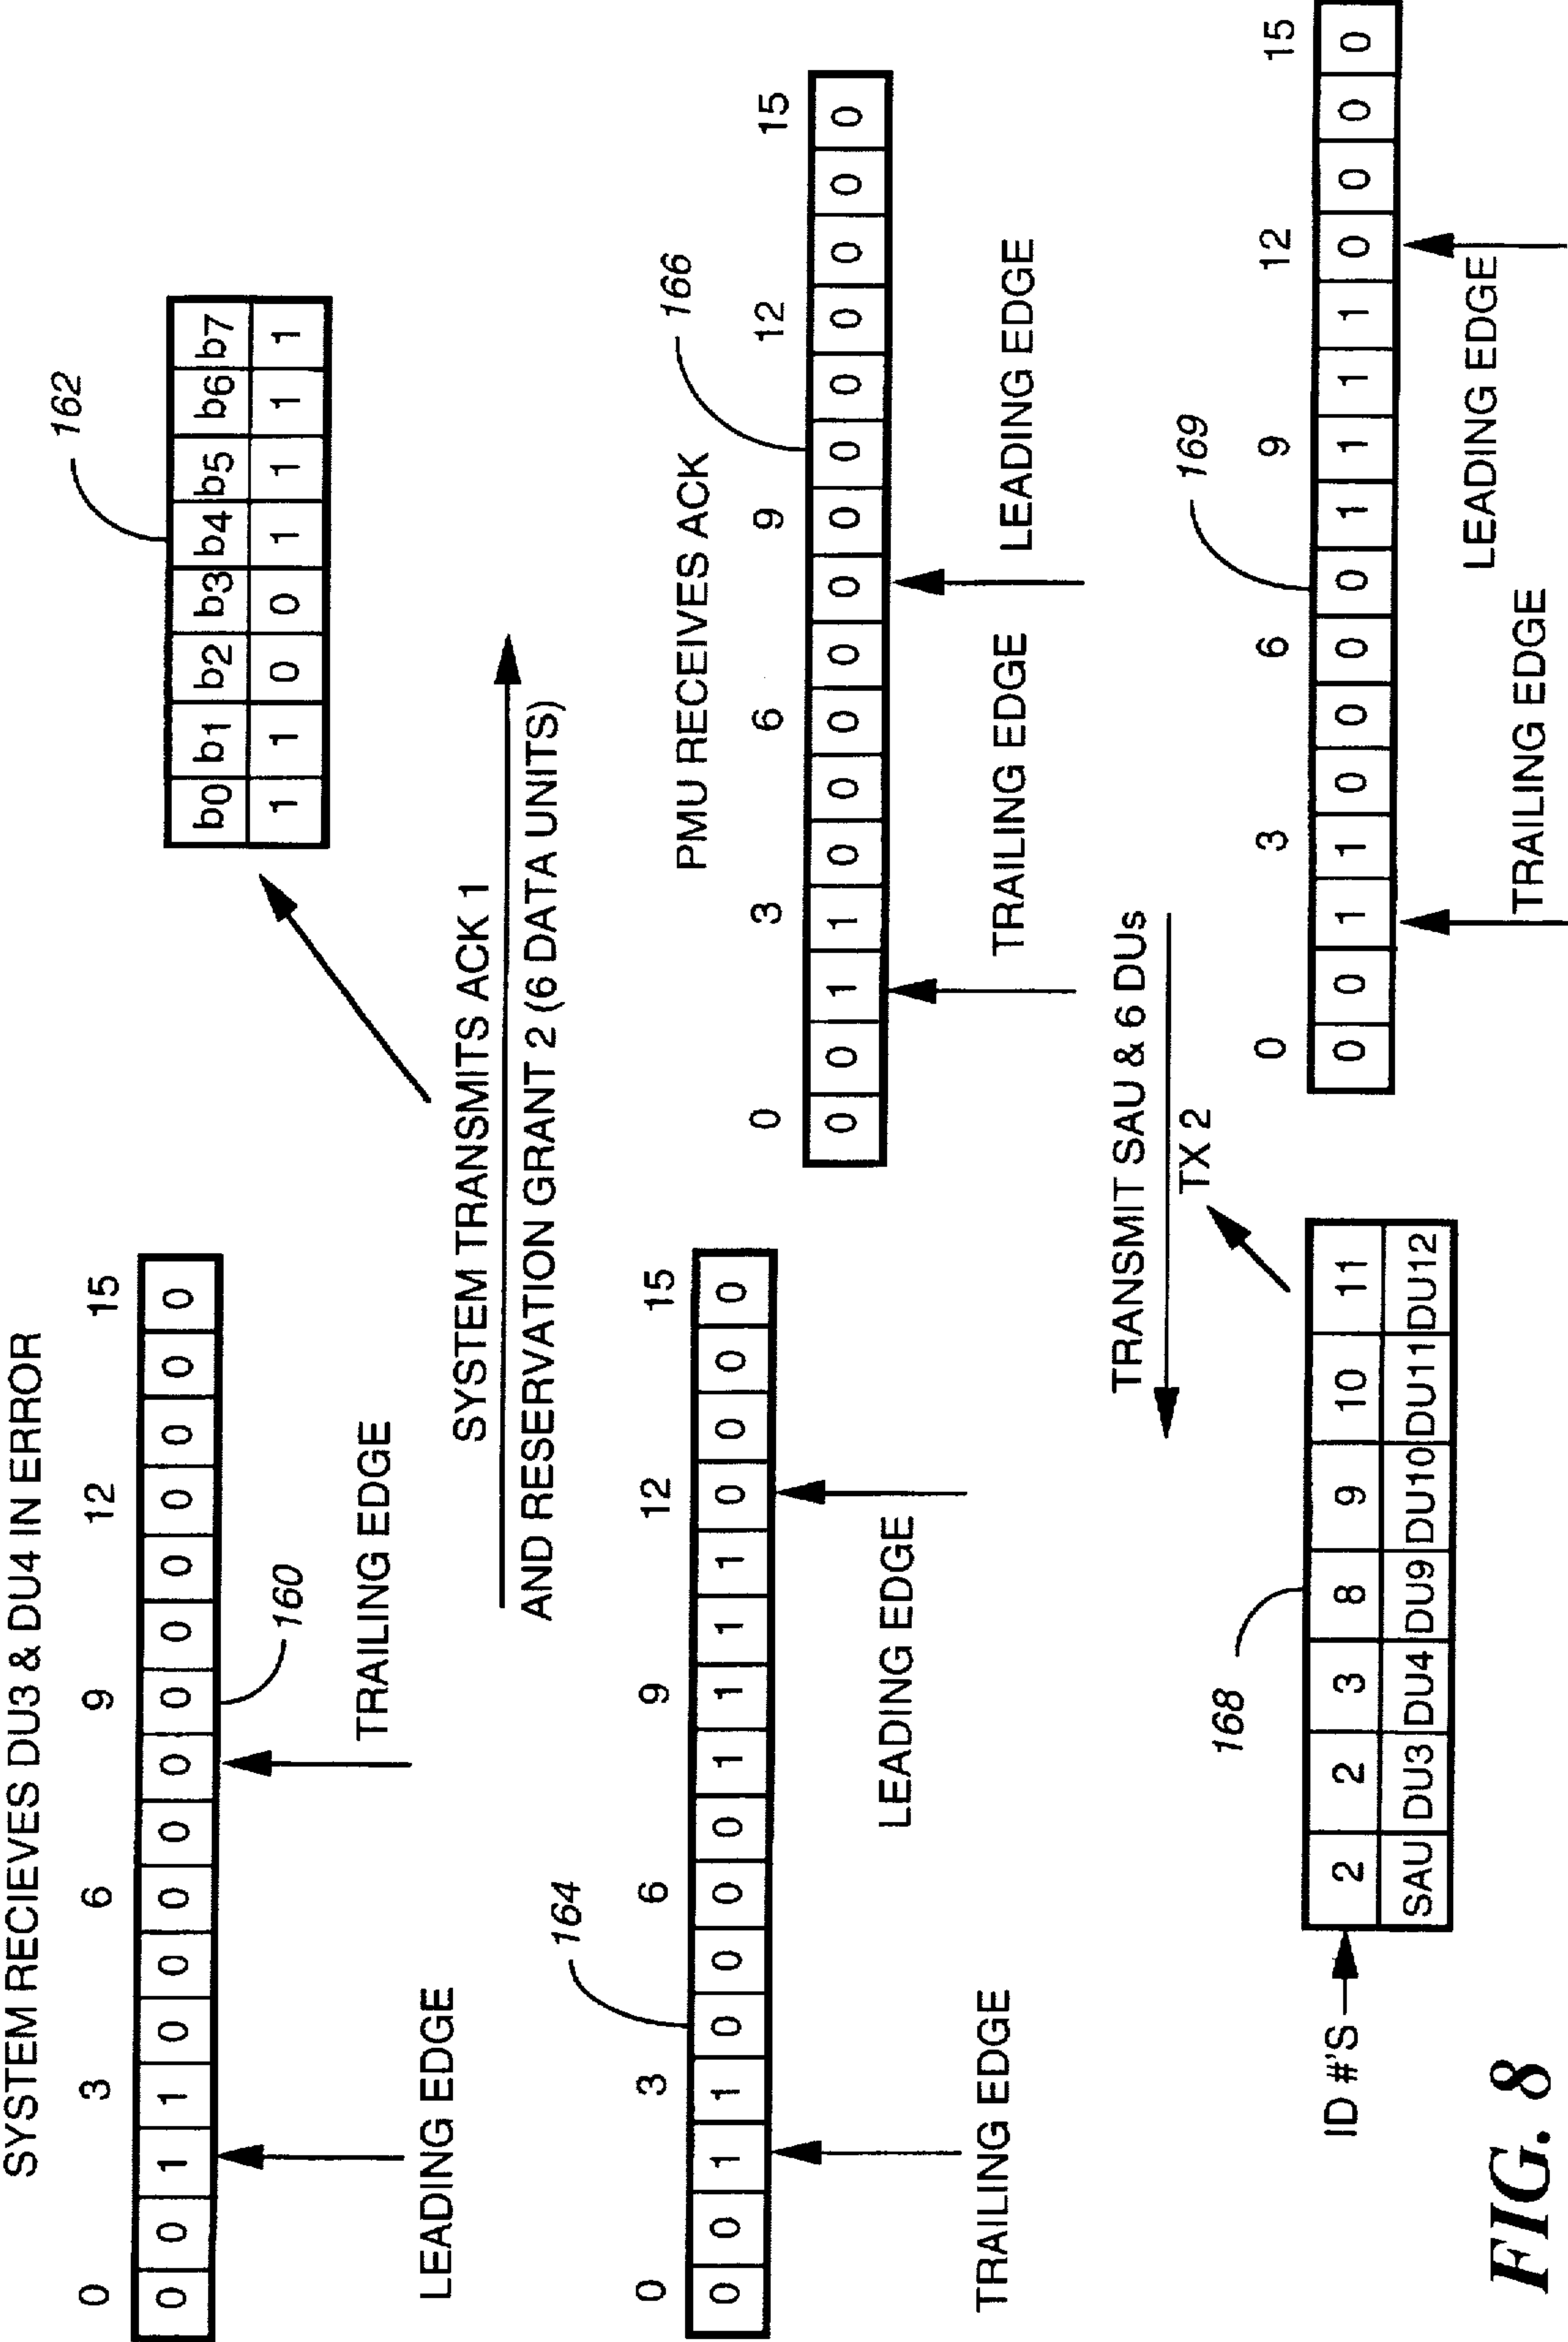 SYSTEM RECIEVES DU3 & DU4 IN ERROR
0 3 6 9 12 15
0 0 1 1 0 0 0 0 0 0 0 0 0 0 0 0
160
LEADING EDGE
TRAILING EDGE
162
b0 b1 b2 b3 b4 b5 b6 b7
1 1 0 0 1 1 1 1
SYSTEM TRANSMITS ACK 1
AND RESERVATION GRANT 2 (6 DATA UNITS)
164
0 3 6 9 12 15
0 0 1 1 0 0 0 0 1 1 1 1 0 0 0 0
TRAILING EDGE
LEADING EDGE
PMU RECEIVES ACK
166
0 3 6 9 12 15
0 0 1 1 0 0 0 0 0 0 0 0 0 0 0 0
TRAILING EDGE
LEADING EDGE
TRANSMIT SAU & 6 DUs
TX 2
168
ID #'S
2 2 3 8 9 10 11
SAU DU3 DU4 DU9 DU10 DU11 DU12
169
0 3 6 9 12 15
0 0 1 1 0 0 0 0 1 1 1 1 0 0 0 0
TRAILING EDGE
LEADING EDGE
FIG. 8